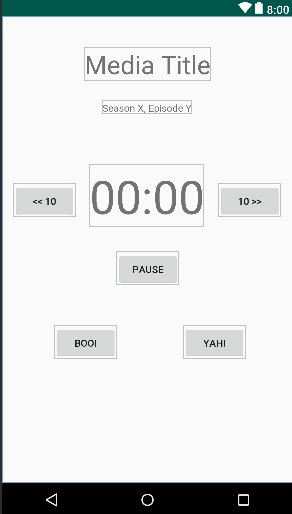 8:00
Media Title
Season X, Episode Y
<< 10
00:00
10 >>
PAUSE
BOO!
YAH!